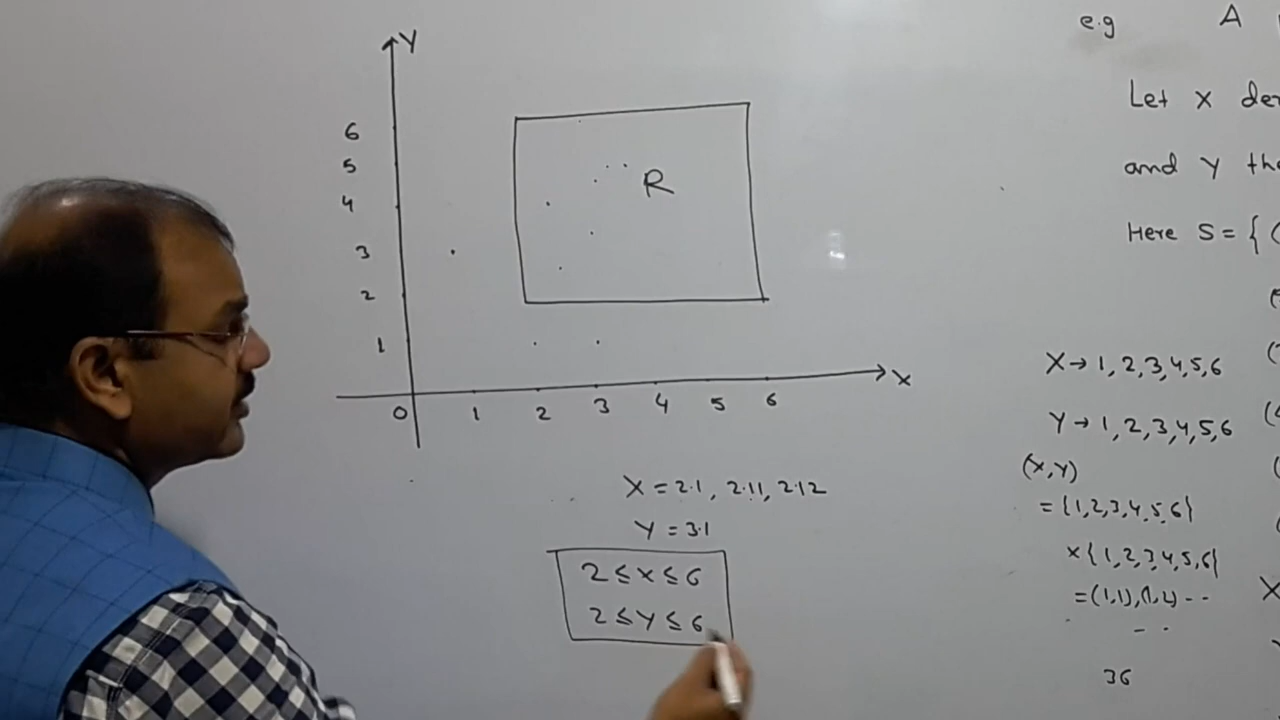 Y
6
5
4
3
2
1
R
0 1 2 3 4 5 6 X
X = 2.1, 2.11, 2.12
Y = 3.1
2 ≤ X ≤ 6
2 ≤ Y ≤ 6
e.g A
Let X
and Y
Here S = {
X → 1, 2, 3, 4, 5, 6
Y → 1, 2, 3, 4, 5, 6
(X, Y)
= {1, 2, 3, 4, 5, 6}
x {1, 2, 3, 4, 5, 6}
= (1,1), (1,2) - -
- -
36